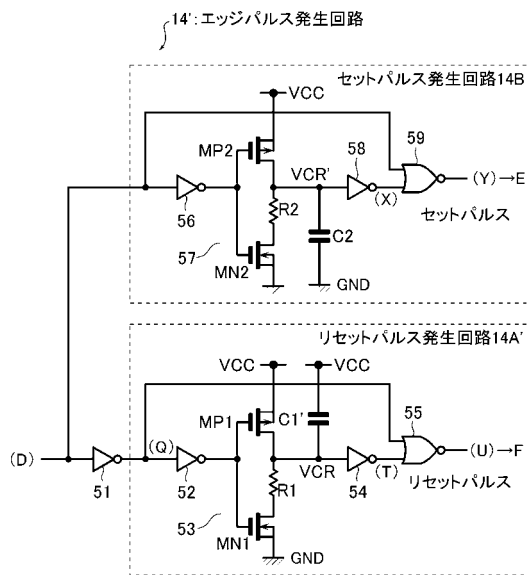 14':エッジパルス発生回路
セットパルス発生回路14B
VCC
MP2
58
59
VCR'
(Y)→E
(X)
セットパルス
56
R2
C2
57
MN2
GND
リセットパルス発生回路14A'
VCC
VCC
MP1
C1'
55
(D)
(Q)
(U)→F
51
52
VCR
54
(T)
リセットパルス
R1
53
MN1
GND